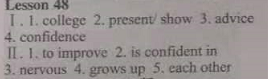 Lesson 48
I . 1. college 2. present/ show 3. advice
4. confidence
II . 1. to improve 2. is confident in
3. nervous 4. grows up 5. each other